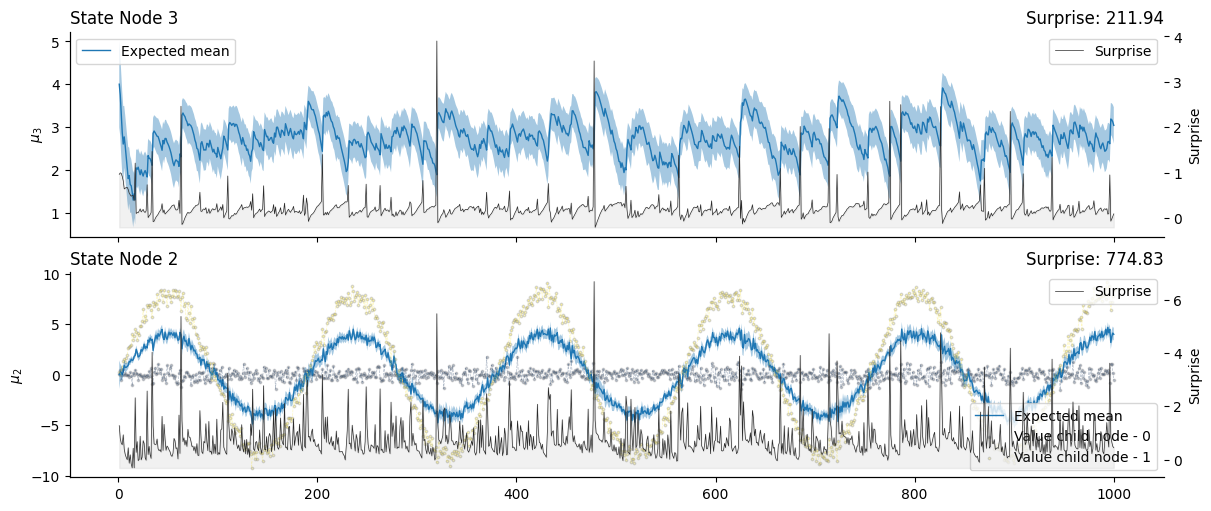 State Node 3
Surprise: 211.94
Expected mean
Surprise
5
4
3
2
1
μ3
4
3
2
1
0
Surprise
State Node 2
Surprise: 774.83
Surprise
10
5
0
−5
−10
μ2
6
4
2
0
Surprise
Expected mean
Value child node - 0
Value child node - 1
0
200
400
600
800
1000